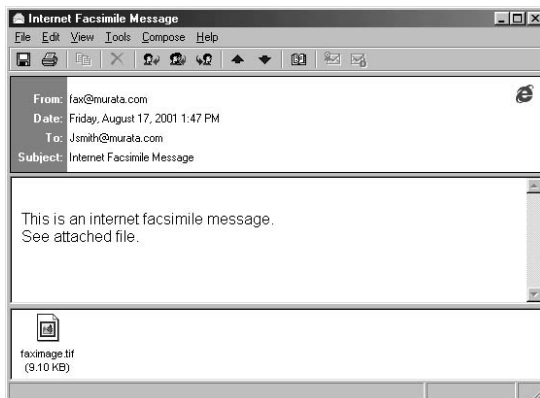 Internet Facsimile Message
File Edit View Tools Compose Help
From: fax@murata.com
Date: Friday, August 17, 2001 1:47 PM
To: Jsmith@murata.com
Subject: Internet Facsimile Message
This is an internet facsimile message.
See attached file.
faximage.tif
(9.10 KB)